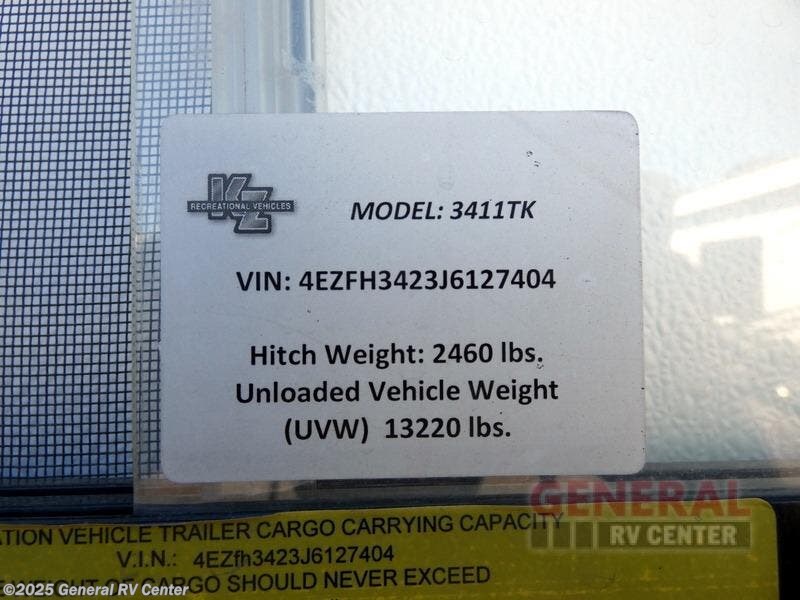 KZ
RECREATIONAL VEHICLES
MODEL: 3411TK
VIN: 4EZFH3423J6127404
Hitch Weight: 2460 lbs.
Unloaded Vehicle Weight
(UVW) 13220 lbs.
GENERAL
RV CENTER
ATION VEHICLE TRAILER CARGO CARRYING CAPACITY
V.I.N.: 4EZfh3423J6127404
WEIGHT OF CARGO SHOULD NEVER EXCEED
©2025 General RV Center